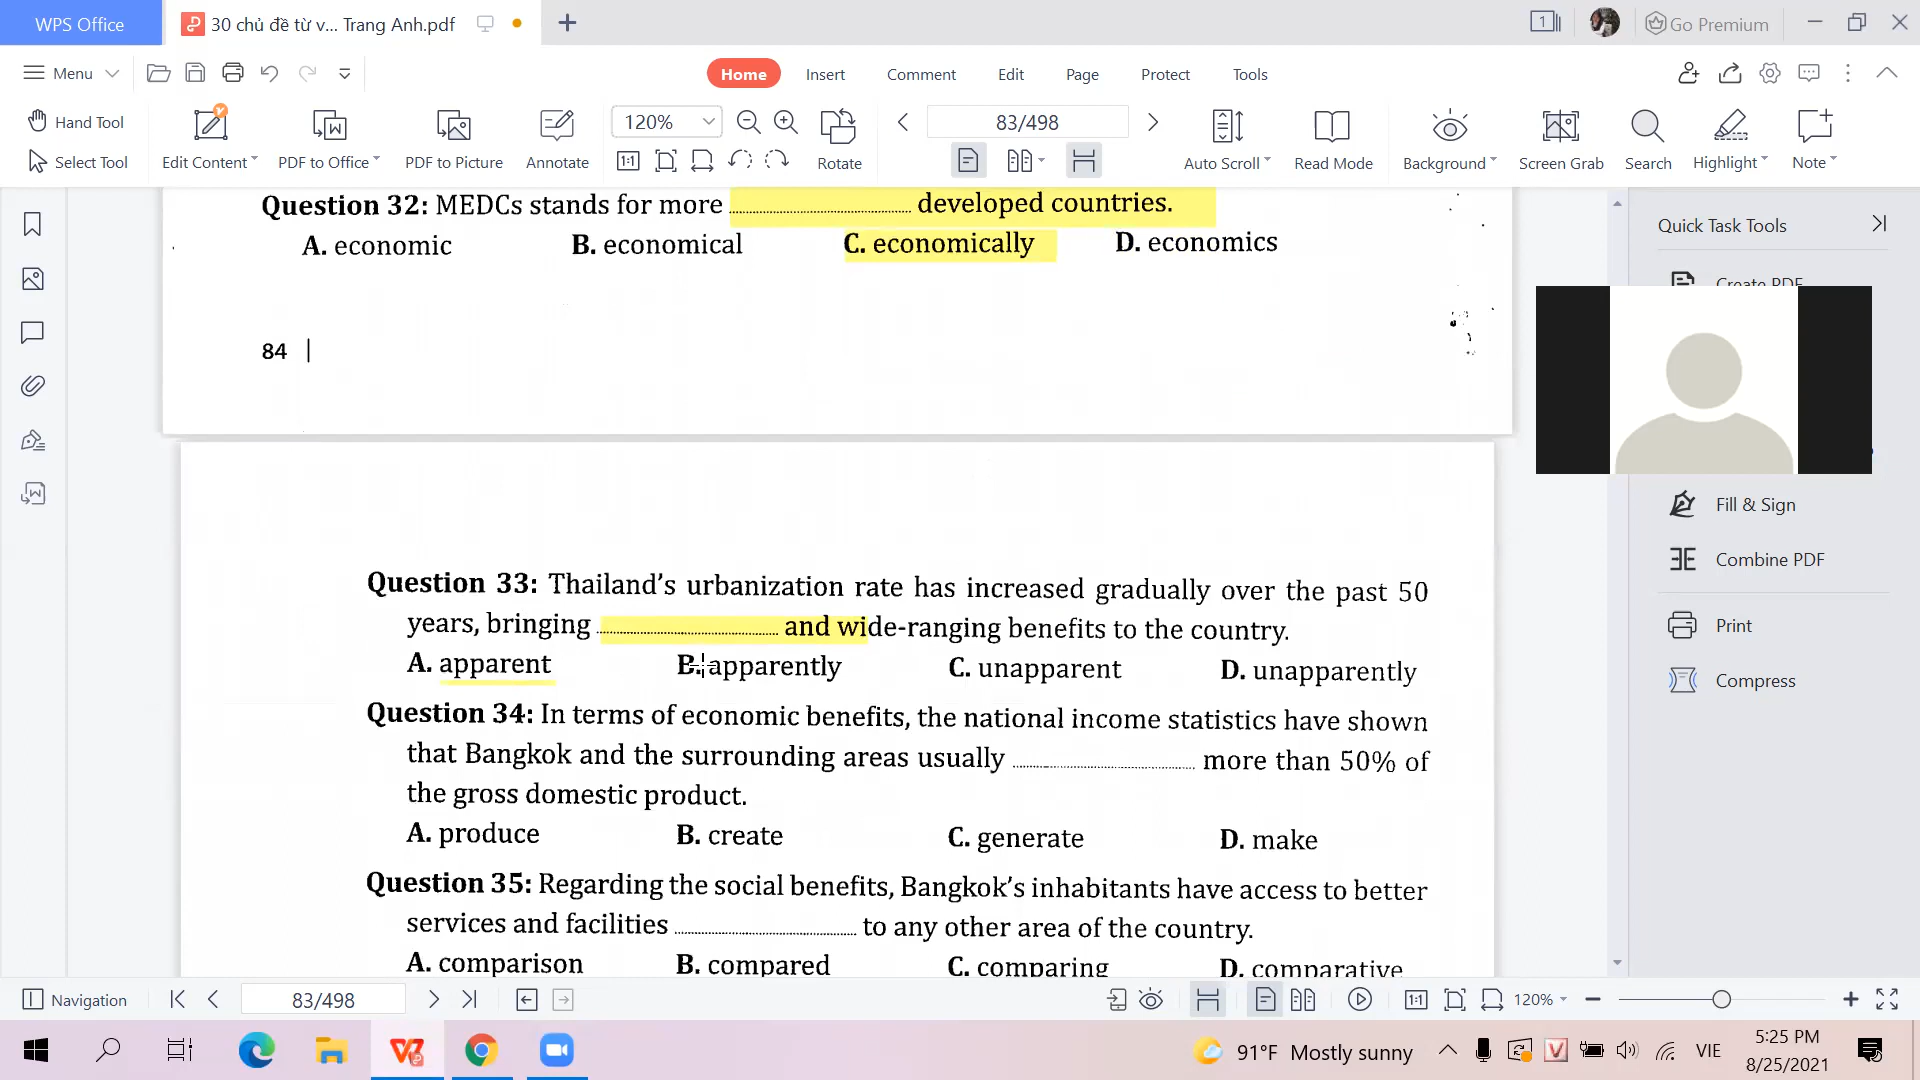 WPS Office
30 chủ đề từ v... Trang Anh.pdf
1
Go Premium
Menu
Home
Insert
Comment
Edit
Page
Protect
Tools
Hand Tool
Select Tool
Edit Content
PDF to Office
PDF to Picture
Annotate
120%
Rotate
83/498
Auto Scroll
Read Mode
Background
Screen Grab
Search
Highlight
Note
Question 32: MEDCs stands for more .................... developed countries.
A. economic B. economical C. economically D. economics
84 |
Question 33: Thailand's urbanization rate has increased gradually over the past 50
years, bringing .................... and wide-ranging benefits to the country.
A. apparent B. apparently C. unapparent D. unapparently
Question 34: In terms of economic benefits, the national income statistics have shown
that Bangkok and the surrounding areas usually .................... more than 50% of
the gross domestic product.
A. produce B. create C. generate D. make
Question 35: Regarding the social benefits, Bangkok's inhabitants have access to better
services and facilities .................... to any other area of the country.
A. comparison B. compared C. comparing D. comparative
Quick Task Tools
Create PDF
Fill & Sign
Combine PDF
Print
Compress
Navigation
83/498
120%
91°F Mostly sunny
VIE
5:25 PM
8/25/2021